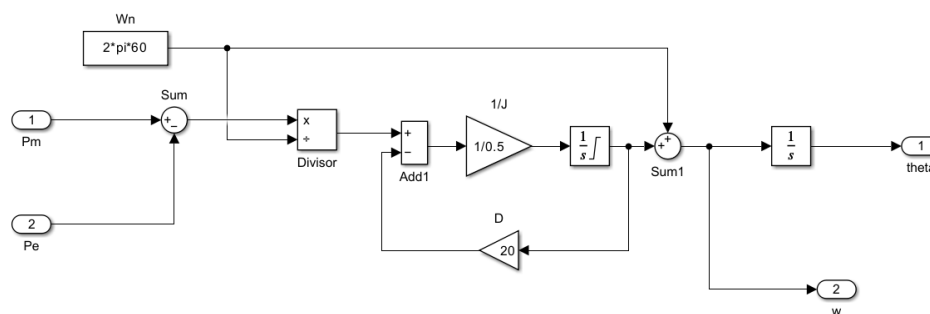 Wn
2*pi*60
Sum
1
Pm
+
−
x
÷
Divisor
+
−
Add1
1/J
1/0.5
1
s
+
+
Sum1
1
s
1
theta
D
20
2
Pe
2
w